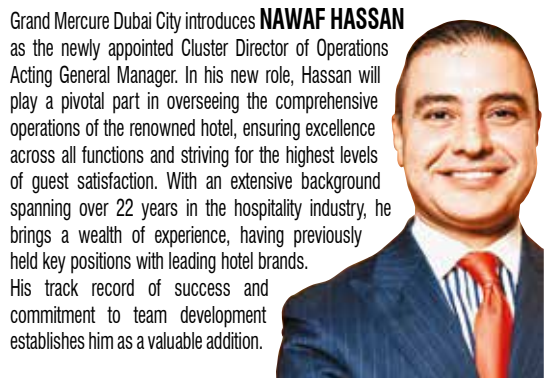 Grand Mercure Dubai City introduces NAWAF HASSAN
as the newly appointed Cluster Director of Operations
Acting General Manager. In his new role, Hassan will
play a pivotal part in overseeing the comprehensive
operations of the renowned hotel, ensuring excellence
across all functions and striving for the highest levels
of guest satisfaction. With an extensive background
spanning over 22 years in the hospitality industry, he
brings a wealth of experience, having previously
held key positions with leading hotel brands.
His track record of success and
commitment to team development
establishes him as a valuable addition.